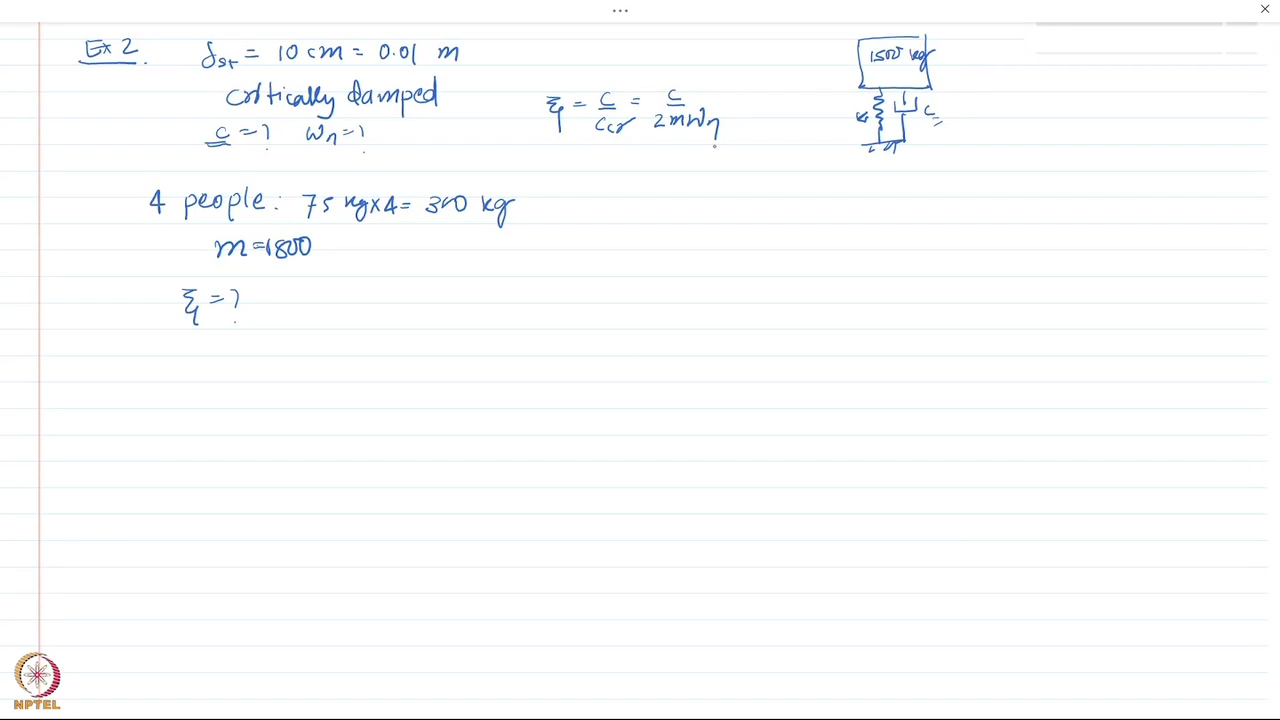 Ex 2
δst = 10 cm = 0.01 m
critically damped
c = ? ωn = ?
ξ = c/ccr = c/2mωn
1500 kg
k c
4 people: 75 kg×4 = 300 kg
m = 1800
ξ = ?
NPTEL